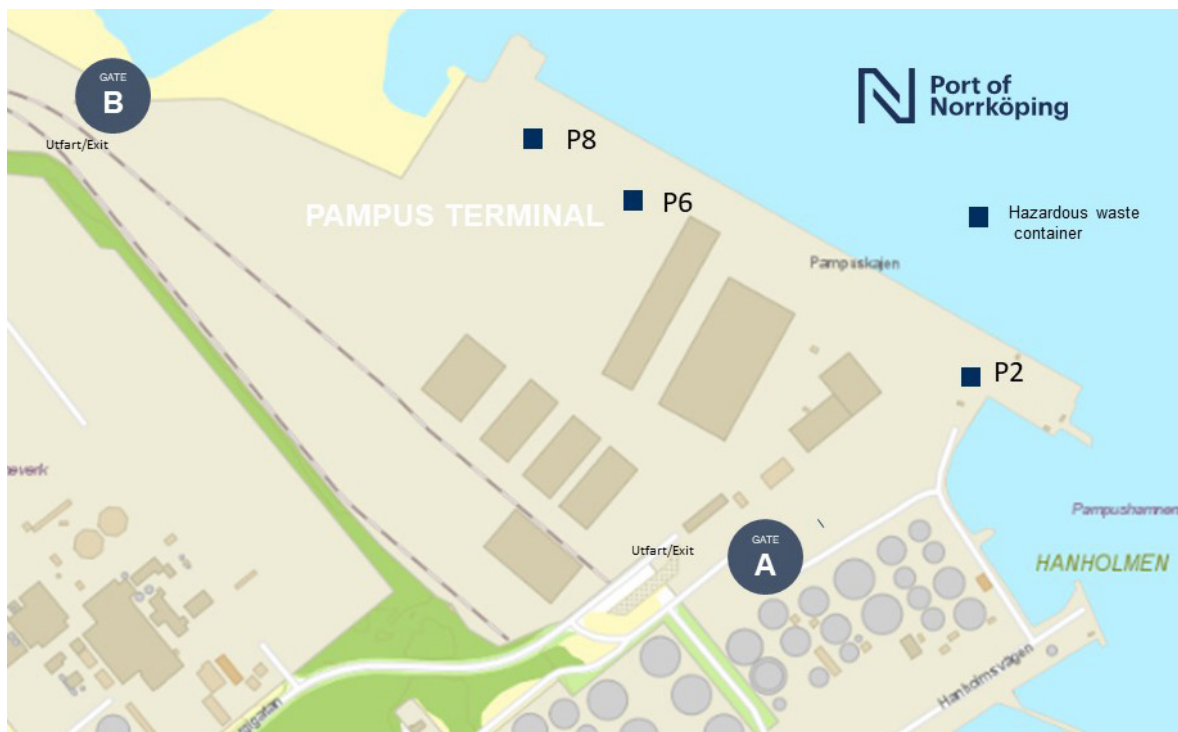 GATE
B
Utfart/Exit
Port of
Norrköping
P8
P6
PAMPUS TERMINAL
Hazardous waste
container
Pampuskajen
P2
Pampushamnen
HANHOLMEN
Utfart/Exit
GATE
A
Hanholmsvägen